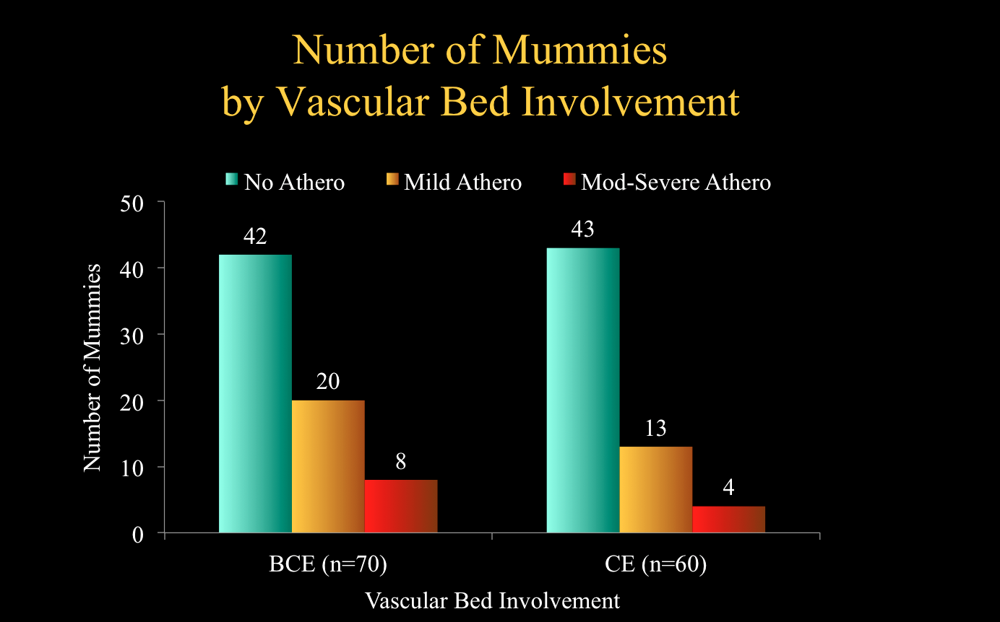 Number of Mummies
by Vascular Bed Involvement
No Athero Mild Athero Mod-Severe Athero
50
40
30
20
10
0
Number of Mummies
42
20
8
43
13
4
BCE (n=70) CE (n=60)
Vascular Bed Involvement